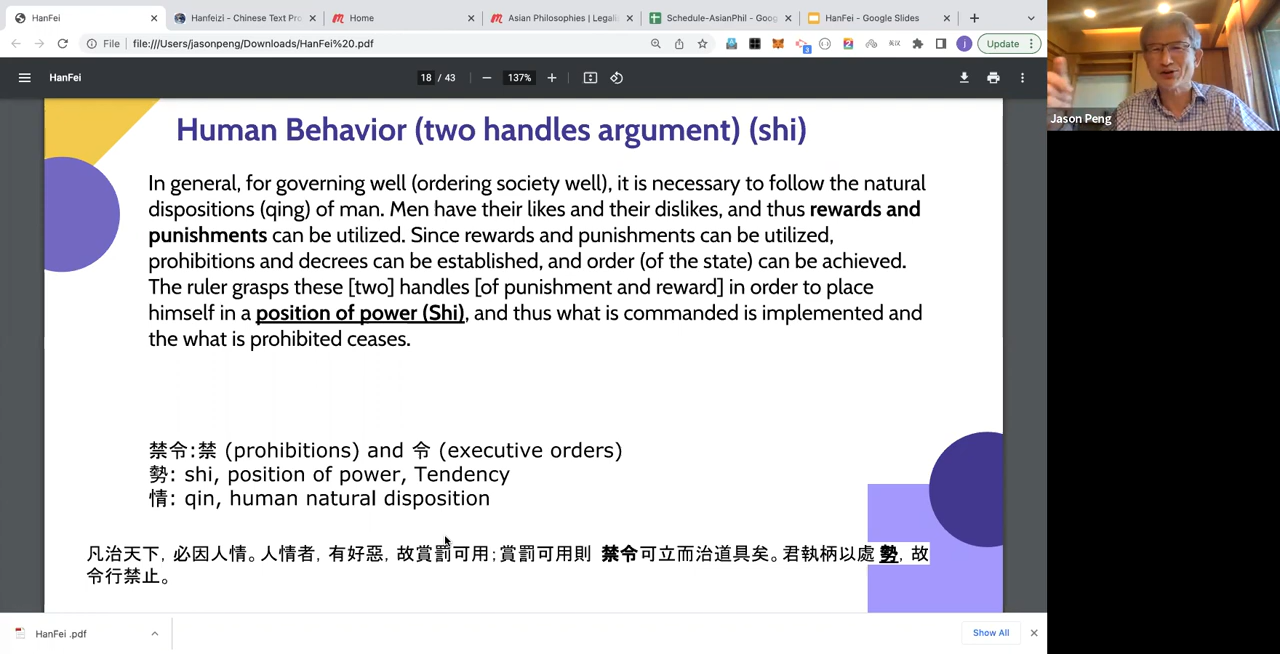 HanFei
Hanfeizi - Chinese Text Pro
Home
Asian Philosophies | Legali
Schedule-AsianPhil - Goog
HanFei - Google Slides
File
file:///Users/jasonpeng/Downloads/HanFei%20.pdf
Update
HanFei
18 / 43
137%
Jason Peng
Human Behavior (two handles argument) (shi)
In general, for governing well (ordering society well), it is necessary to follow the natural
dispositions (qing) of man. Men have their likes and their dislikes, and thus rewards and
punishments can be utilized. Since rewards and punishments can be utilized,
prohibitions and decrees can be established, and order (of the state) can be achieved.
The ruler grasps these [two] handles [of punishment and reward] in order to place
himself in a position of power (Shi), and thus what is commanded is implemented and
the what is prohibited ceases.
禁令:禁 (prohibitions) and 令 (executive orders)
勢: shi, position of power, Tendency
情: qin, human natural disposition
凡治天下, 必因人情。人情者, 有好惡, 故賞罰可用; 賞罰可用則 禁令可立而治道具矣。君執柄以處 勢, 故
令行禁止。
HanFei .pdf
Show All